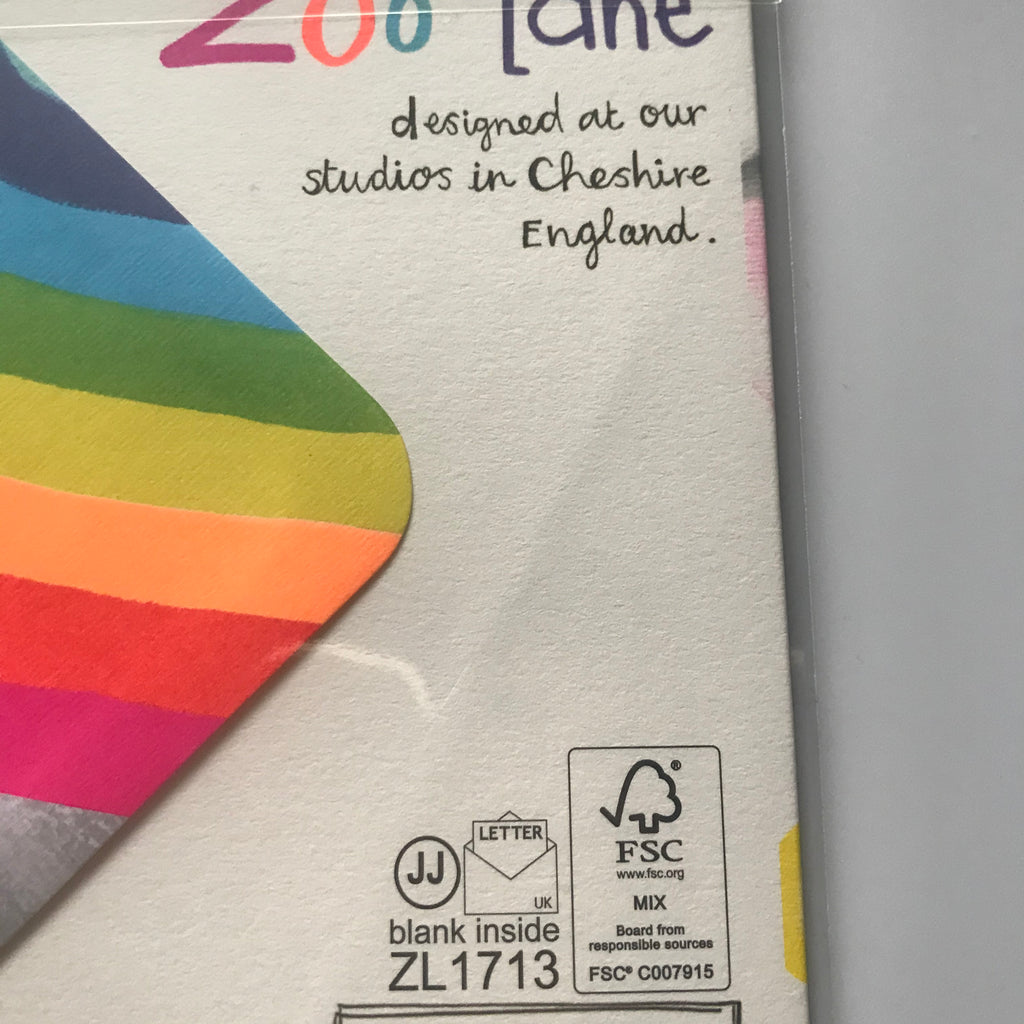 Zoo lane
designed at our
studios in Cheshire
England.
JJ
LETTER
UK
blank inside
ZL1713
®
FSC
www.fsc.org
MIX
Board from
responsible sources
FSC® C007915